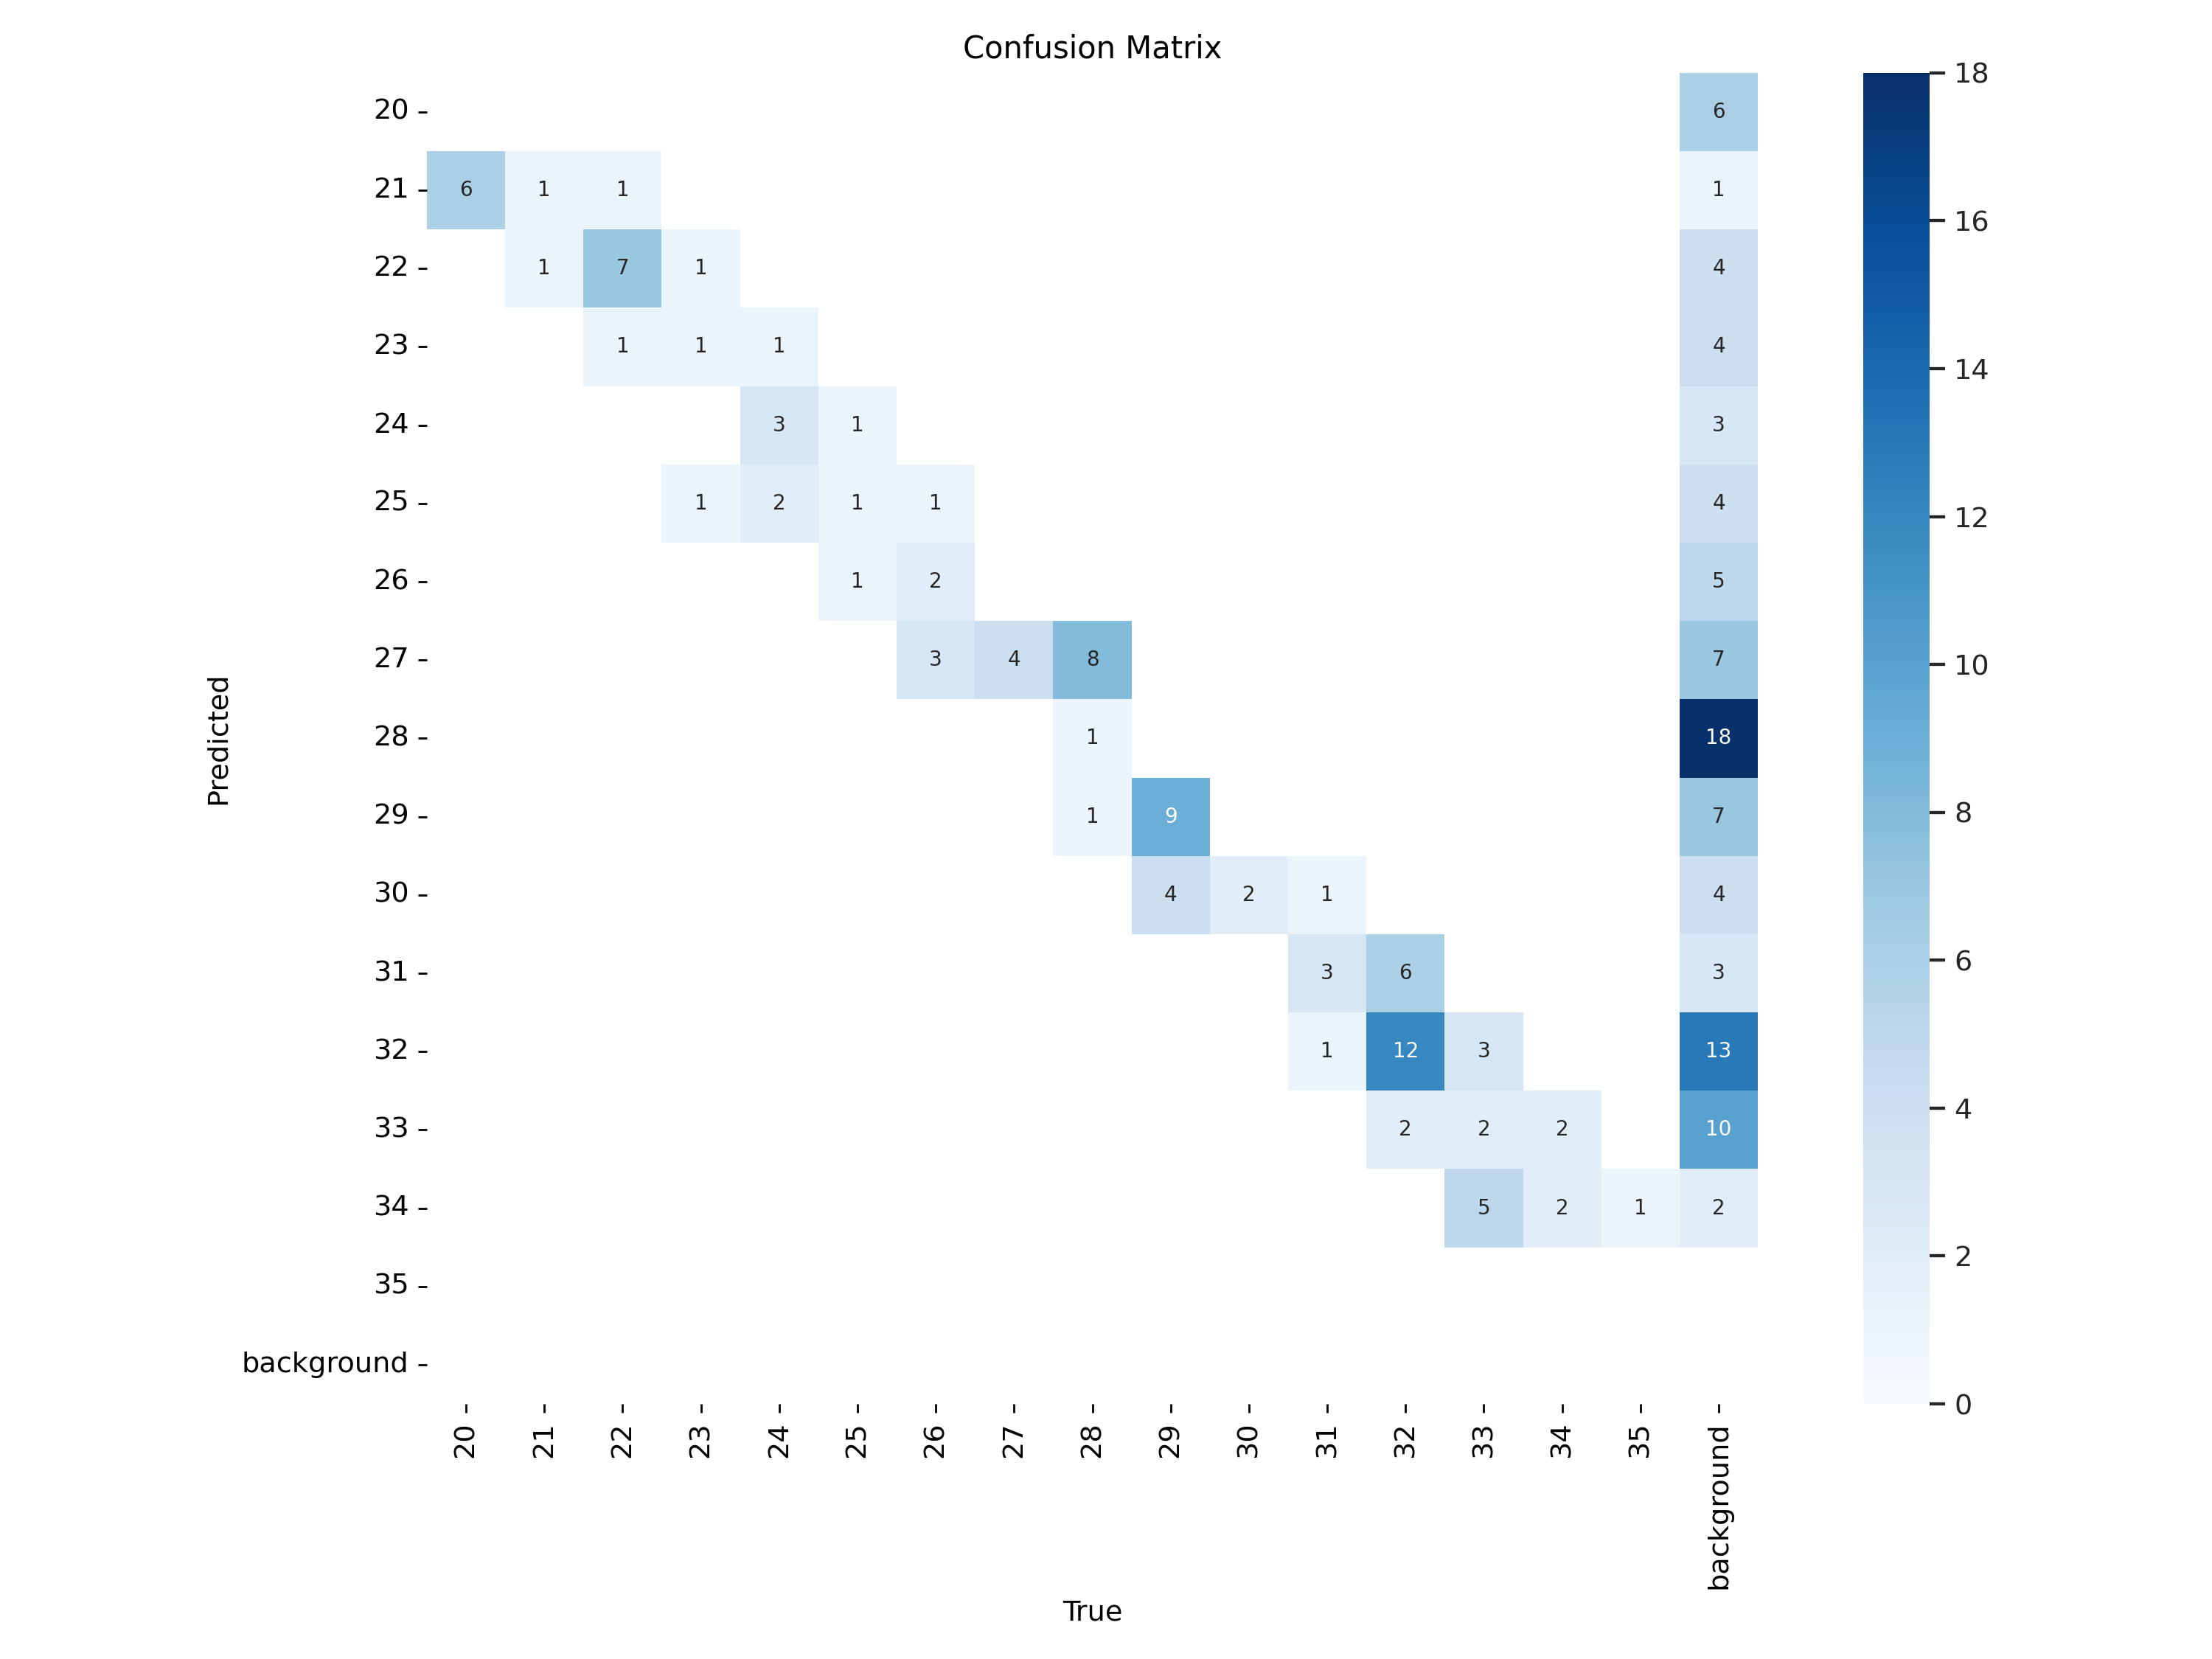 Confusion Matrix
20 6
21 6 1 1 1
22 1 7 1 4
23 1 1 1 4
24 3 1 3
25 1 2 1 1 4
26 1 2 5
27 3 4 8 7
28 1 18
29 1 9 7
30 4 2 1 4
31 3 6 3
32 1 12 3 13
33 2 2 2 10
34 5 2 1 2
35
background
Predicted
20 21 22 23 24 25 26 27 28 29 30 31 32 33 34 35 background
True
18
16
14
12
10
8
6
4
2
0